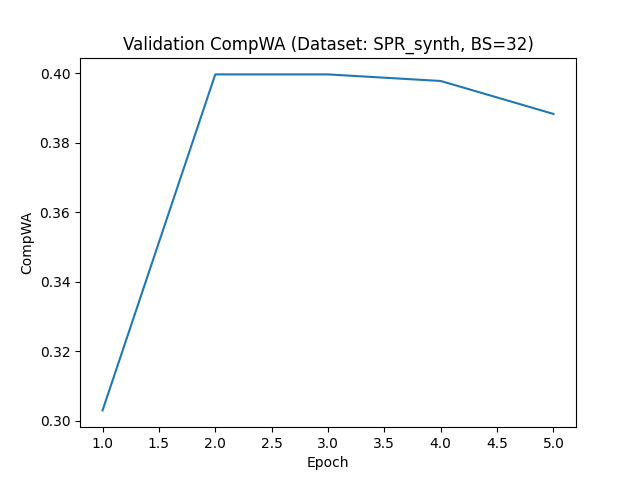 Validation CompWA (Dataset: SPR_synth, BS=32)
CompWA
0.40
0.38
0.36
0.34
0.32
0.30
1.0 1.5 2.0 2.5 3.0 3.5 4.0 4.5 5.0
Epoch